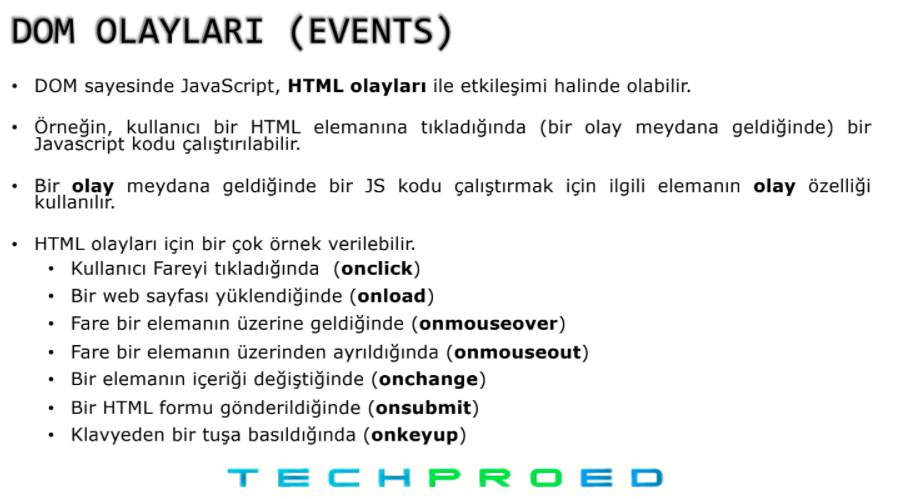 DOM OLAYLARI (EVENTS)
• DOM sayesinde JavaScript, HTML olayları ile etkileşimi halinde olabilir.
• Örneğin, kullanıcı bir HTML elemanına tıkladığında (bir olay meydana geldiğinde) bir
Javascript kodu çalıştırılabilir.
• Bir olay meydana geldiğinde bir JS kodu çalıştırmak için ilgili elemanın olay özelliği
kullanılır.
• HTML olayları için bir çok örnek verilebilir.
• Kullanıcı Fareyi tıkladığında (onclick)
• Bir web sayfası yüklendiğinde (onload)
• Fare bir elemanın üzerine geldiğinde (onmouseover)
• Fare bir elemanın üzerinden ayrıldığında (onmouseout)
• Bir elemanın içeriği değiştiğinde (onchange)
• Bir HTML formu gönderildiğinde (onsubmit)
• Klavyeden bir tuşa basıldığında (onkeyup)
TECHPROED